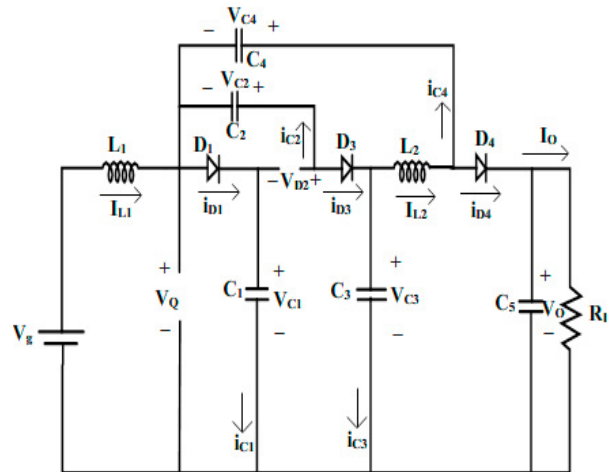 − V_C4 +
C_4
− V_C2 +
C_2
i_C2
i_C4
L_1
D_1
D_3
L_2
D_4
I_O
I_L1
i_D1
−V_D2+
i_D3
I_L2
i_D4
V_g
+
V_Q
−
C_1
+
V_C1
−
C_3
+
V_C3
−
C_5
+
V_O
−
i_C1
i_C3